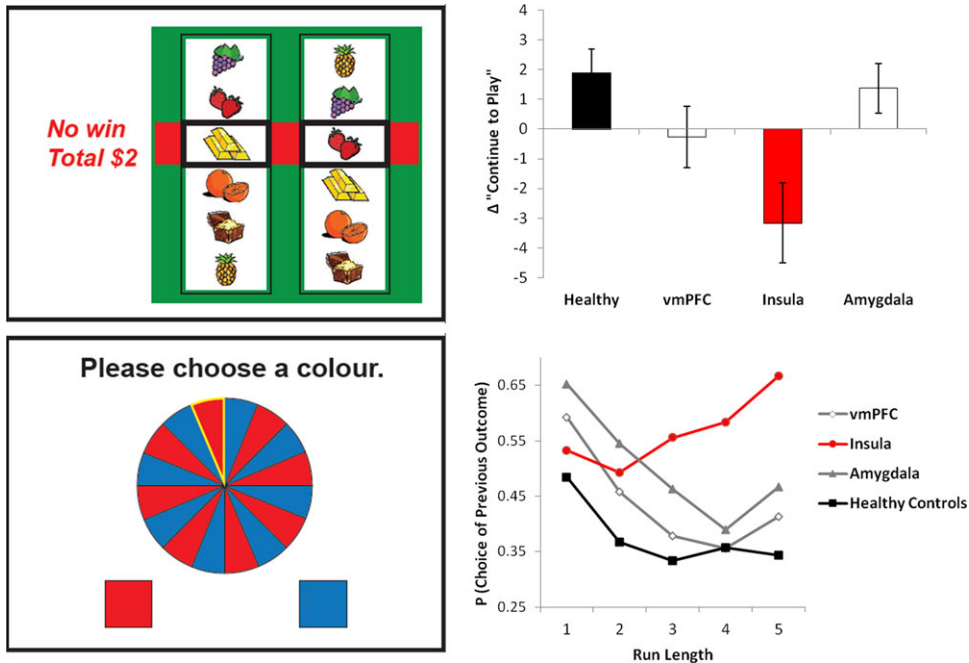 No win
Total $2
4
3
2
1
0
-1
-2
-3
-4
-5
Δ "Continue to Play"
Healthy vmPFC Insula Amygdala
Please choose a colour.
0.65
0.55
0.45
0.35
0.25
P (Choice of Previous Outcome)
1 2 3 4 5
Run Length
vmPFC
Insula
Amygdala
Healthy Controls